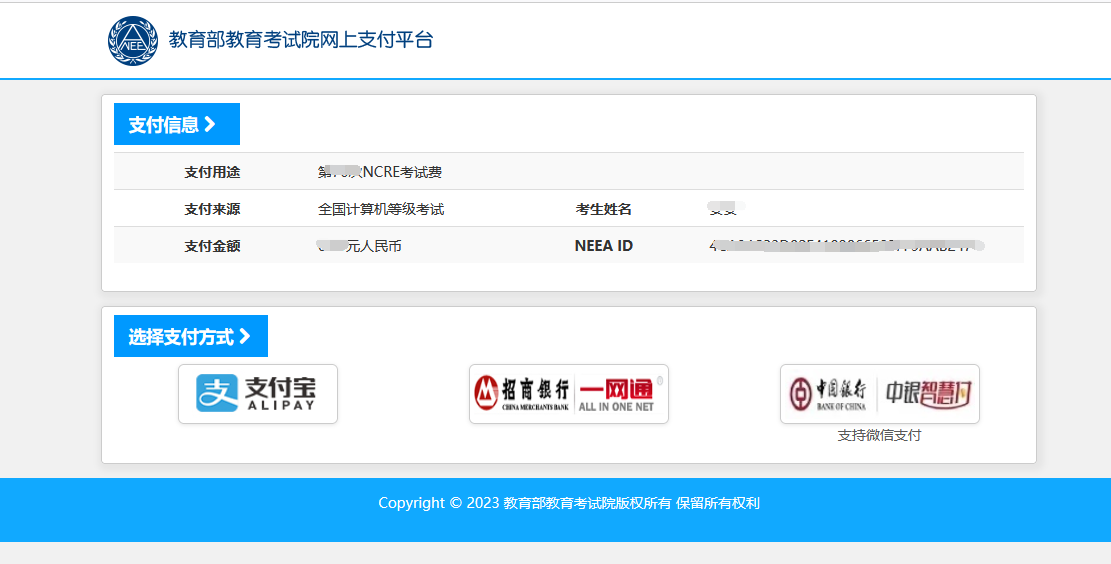 NEE
教育部教育考试院网上支付平台
支付信息
支付用途 第 次NCRE考试费
支付来源 全国计算机等级考试 考生姓名
支付金额 元人民币 NEEA ID
选择支付方式
支 支付宝 招商银行 一网通 ® 中国银行 中银智慧付
ALIPAY CHINA MERCHANTS BANK ALL IN ONE NET BANK OF CHINA
支持微信支付
Copyright © 2023 教育部教育考试院版权所有 保留所有权利